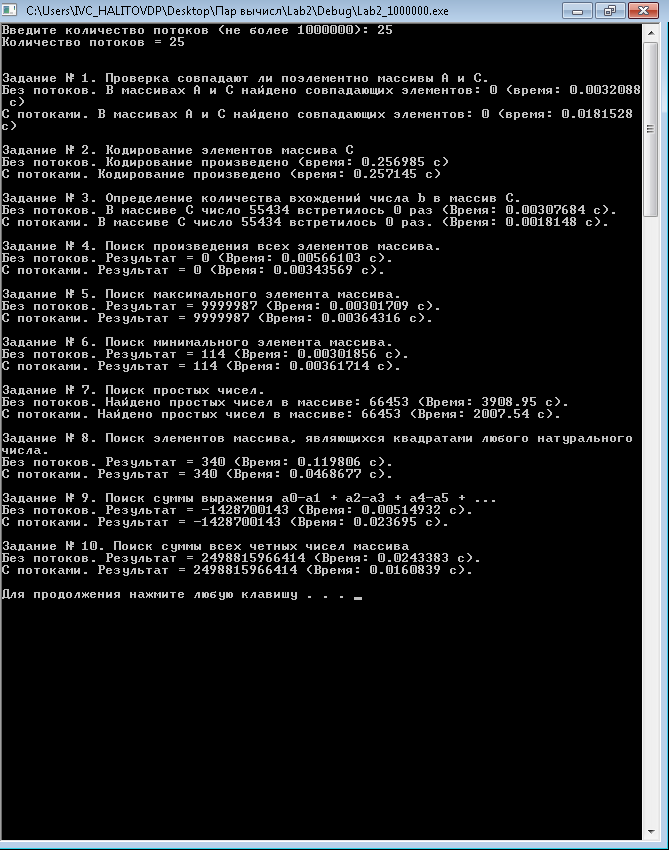 C:\Users\IVC_HALITOVDP\Desktop\Пар вычисл\Lab2\Debug\Lab2_1000000.exe
Введите количество потоков (не более 1000000): 25
Количество потоков = 25
Задание № 1. Проверка совпадают ли поэлементно массивы A и C.
Без потоков. В массивах A и C найдено совпадающих элементов: 0 (время: 0.0032088
с)
С потоками. В массивах A и C найдено совпадающих элементов: 0 (время: 0.0181528
с)
Задание № 2. Кодирование элементов массива C
Без потоков. Кодирование произведено (время: 0.256985 с)
С потоками. Кодирование произведено (время: 0.257145 с)
Задание № 3. Определение количества вхождений числа b в массив C.
Без потоков. В массиве C число 55434 встретилось 0 раз (Время: 0.00307684 с).
С потоками. В массиве C число 55434 встретилось 0 раз. (Время: 0.0018148 с).
Задание № 4. Поиск произведения всех элементов массива.
Без потоков. Результат = 0 (Время: 0.00566103 с).
С потоками. Результат = 0 (Время: 0.00343569 с).
Задание № 5. Поиск максимального элемента массива.
Без потоков. Результат = 9999987 (Время: 0.00301709 с).
С потоками. Результат = 9999987 (Время: 0.00364316 с).
Задание № 6. Поиск минимального элемента массива.
Без потоков. Результат = 114 (Время: 0.00301856 с).
С потоками. Результат = 114 (Время: 0.00361714 с).
Задание № 7. Поиск простых чисел.
Без потоков. Найдено простых чисел в массиве: 66453 (Время: 3908.95 с).
С потоками. Найдено простых чисел в массиве: 66453 (Время: 2007.54 с).
Задание № 8. Поиск элементов массива, являющихся квадратами любого натурального
числа.
Без потоков. Результат = 340 (Время: 0.119806 с).
С потоками. Результат = 340 (Время: 0.0468677 с).
Задание № 9. Поиск суммы выражения a0-a1 + a2-a3 + a4-a5 + ...
Без потоков. Результат = -1428700143 (Время: 0.00514932 с).
С потоками. Результат = -1428700143 (Время: 0.023695 с).
Задание № 10. Поиск суммы всех четных чисел массива
Без потоков. Результат = 2498815966414 (Время: 0.0243383 с).
С потоками. Результат = 2498815966414 (Время: 0.0160839 с).
Для продолжения нажмите любую клавишу . . . _